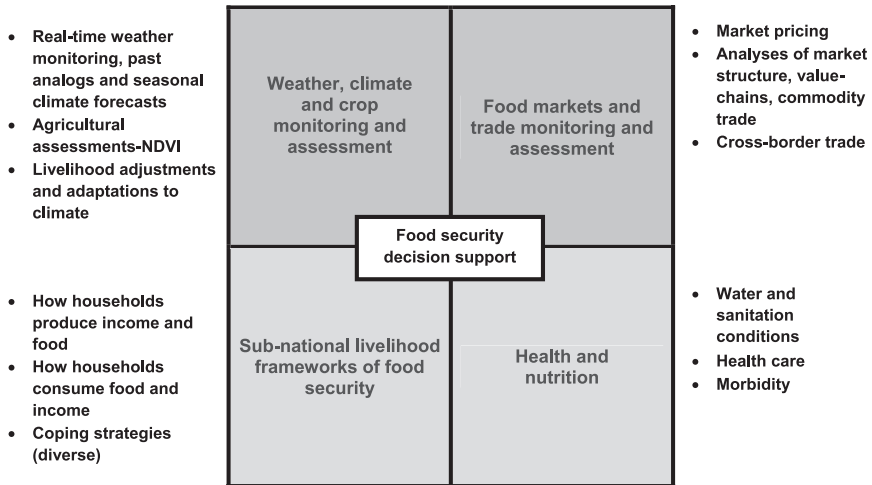 • Real-time weather
monitoring, past
analogs and seasonal
climate forecasts
• Agricultural
assessments-NDVI
• Livelihood adjustments
and adaptations to
climate
Weather, climate
and crop
monitoring and
assessment
Food markets and
trade monitoring and
assessment
• Market pricing
• Analyses of market
structure, value-
chains, commodity
trade
• Cross-border trade
Food security
decision support
• How households
produce income and
food
• How households
consume food and
income
• Coping strategies
(diverse)
Sub-national livelihood
frameworks of food
security
Health and
nutrition
• Water and
sanitation
conditions
• Health care
• Morbidity